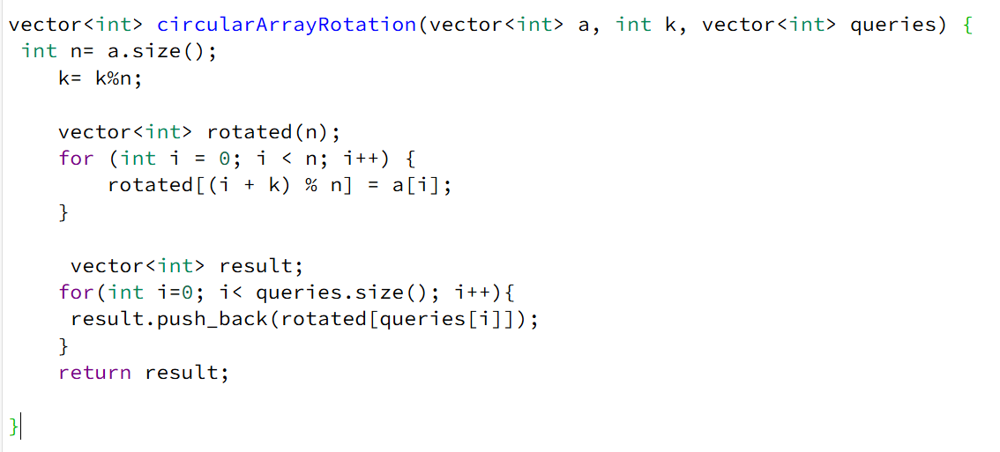 vector<int> circularArrayRotation(vector<int> a, int k, vector<int> queries) {
 int n= a.size();
    k= k%n;

    vector<int> rotated(n);
    for (int i = 0; i < n; i++) {
        rotated[(i + k) % n] = a[i];
    }

     vector<int> result;
    for(int i=0; i< queries.size(); i++){
     result.push_back(rotated[queries[i]]);
    }
    return result;

}